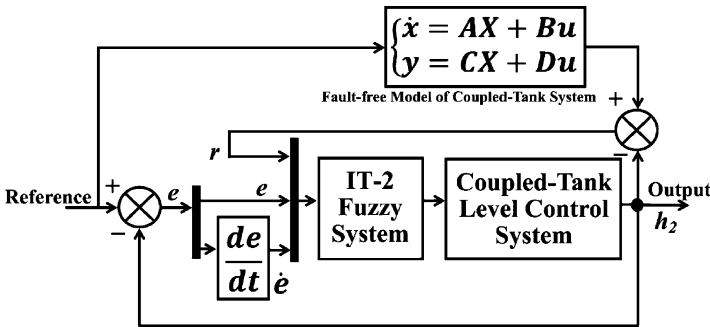 ẋ = AX + Bu
y = CX + Du
Fault-free Model of Coupled-Tank System
+
−
r
Reference
+
−
e
e
de
dt
ė
IT-2
Fuzzy
System
Coupled-Tank
Level Control
System
Output
h₂